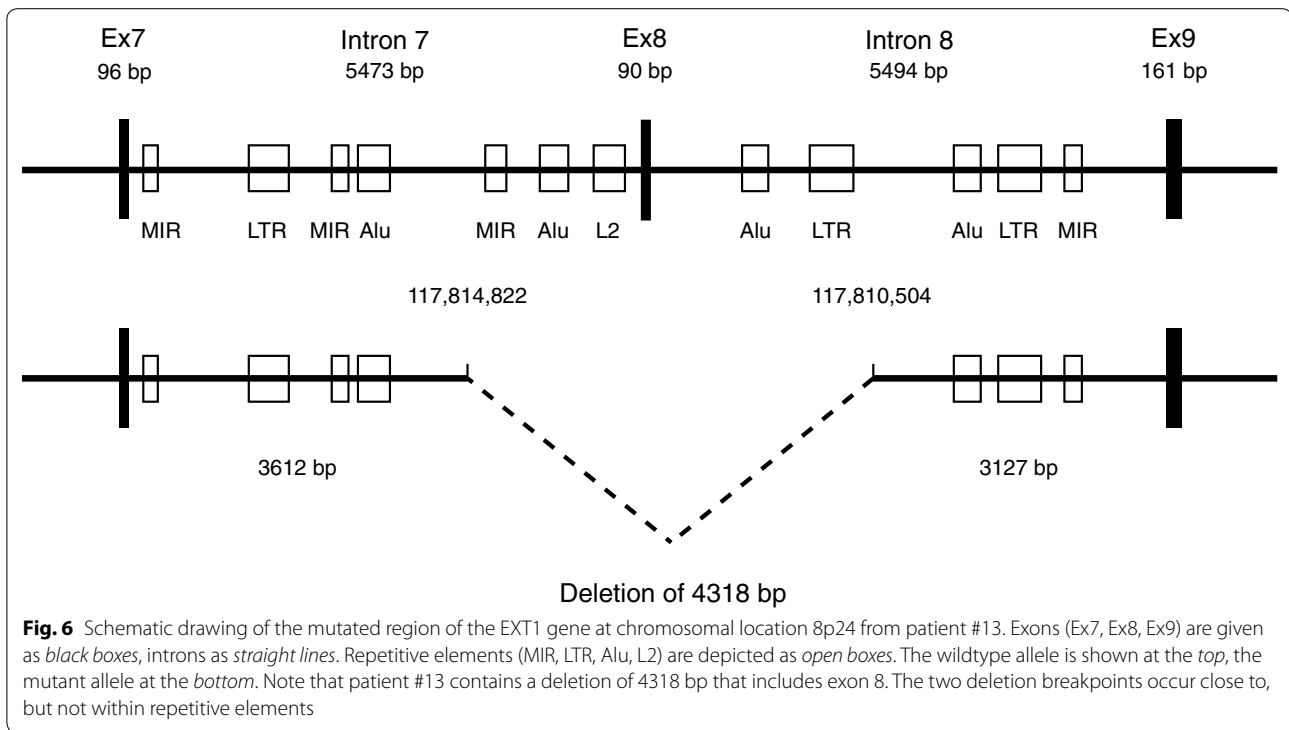 Ex7 Intron 7 Ex8 Intron 8 Ex9
96 bp 5473 bp 90 bp 5494 bp 161 bp
MIR LTR MIR Alu MIR Alu L2 Alu LTR Alu LTR MIR
117,814,822 117,810,504
3612 bp 3127 bp
Deletion of 4318 bp
Fig. 6 Schematic drawing of the mutated region of the EXT1 gene at chromosomal location 8p24 from patient #13. Exons (Ex7, Ex8, Ex9) are given
as black boxes, introns as straight lines. Repetitive elements (MIR, LTR, Alu, L2) are depicted as open boxes. The wildtype allele is shown at the top, the
mutant allele at the bottom. Note that patient #13 contains a deletion of 4318 bp that includes exon 8. The two deletion breakpoints occur close to,
but not within repetitive elements